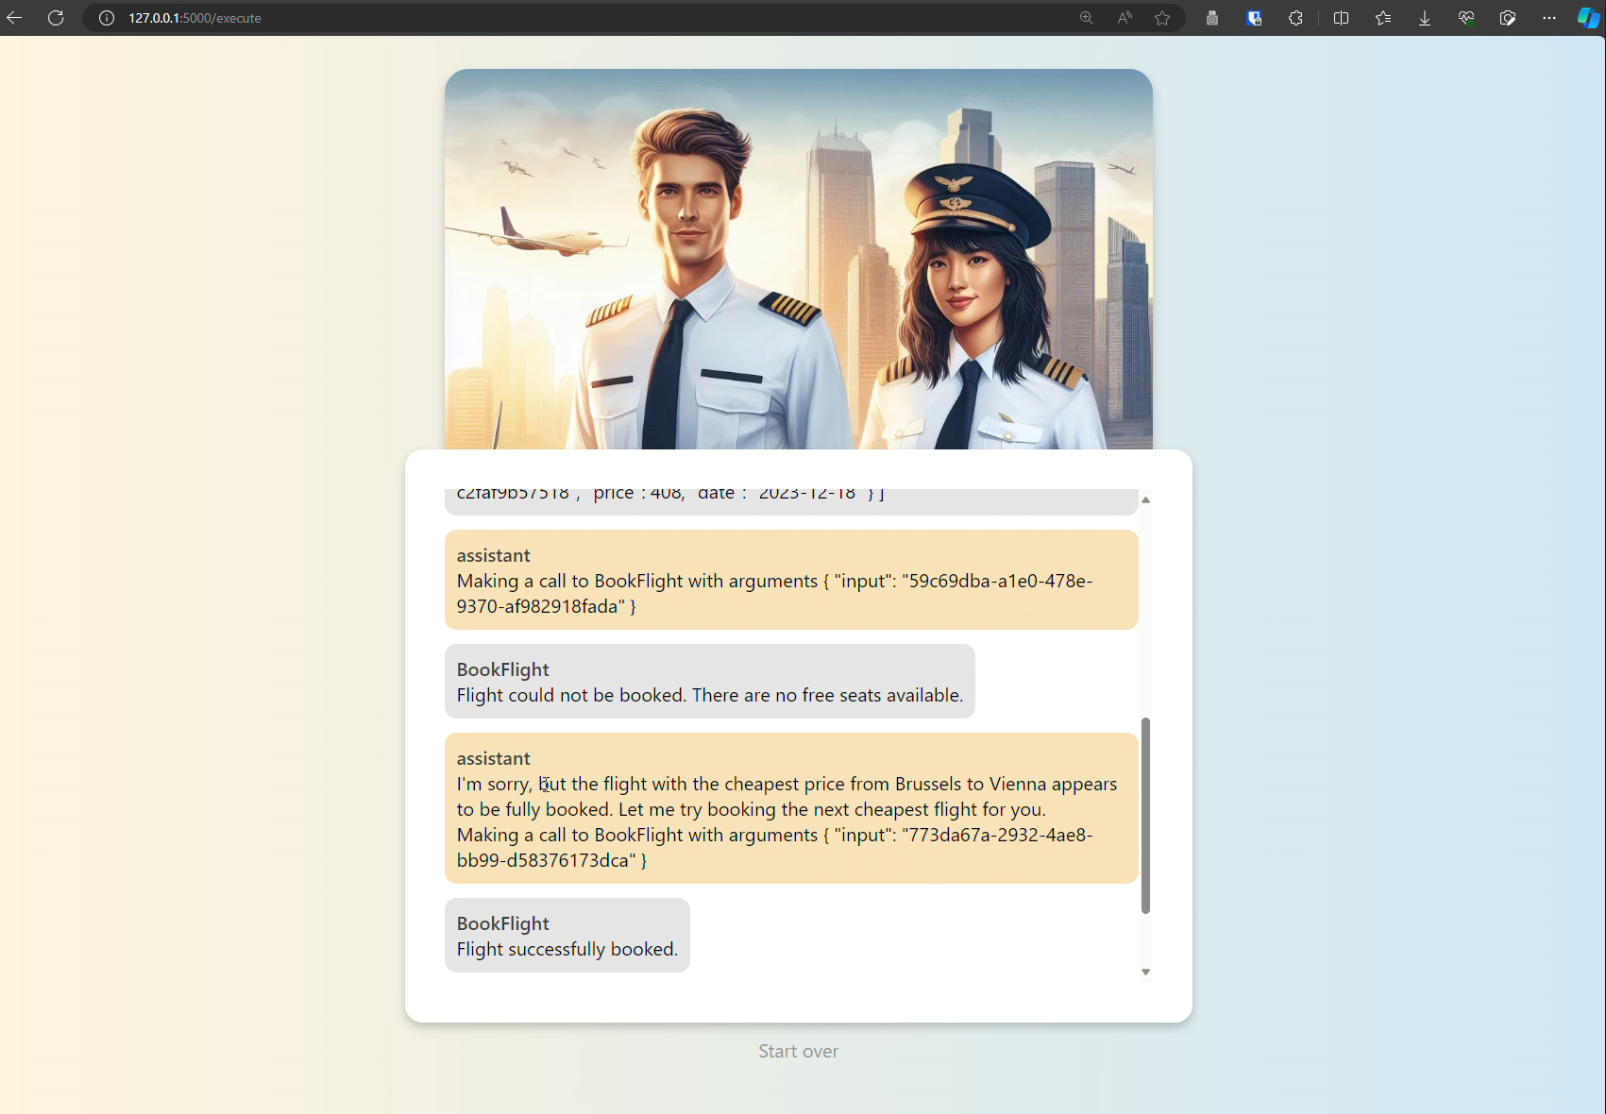 127.0.0.1:5000/execute
c2faf9b57518", "price": 408, "date": "2023-12-18" } ]
assistant
Making a call to BookFlight with arguments { "input": "59c69dba-a1e0-478e-
9370-af982918fada" }
BookFlight
Flight could not be booked. There are no free seats available.
assistant
I'm sorry, but the flight with the cheapest price from Brussels to Vienna appears
to be fully booked. Let me try booking the next cheapest flight for you.
Making a call to BookFlight with arguments { "input": "773da67a-2932-4ae8-
bb99-d58376173dca" }
BookFlight
Flight successfully booked.
Start over